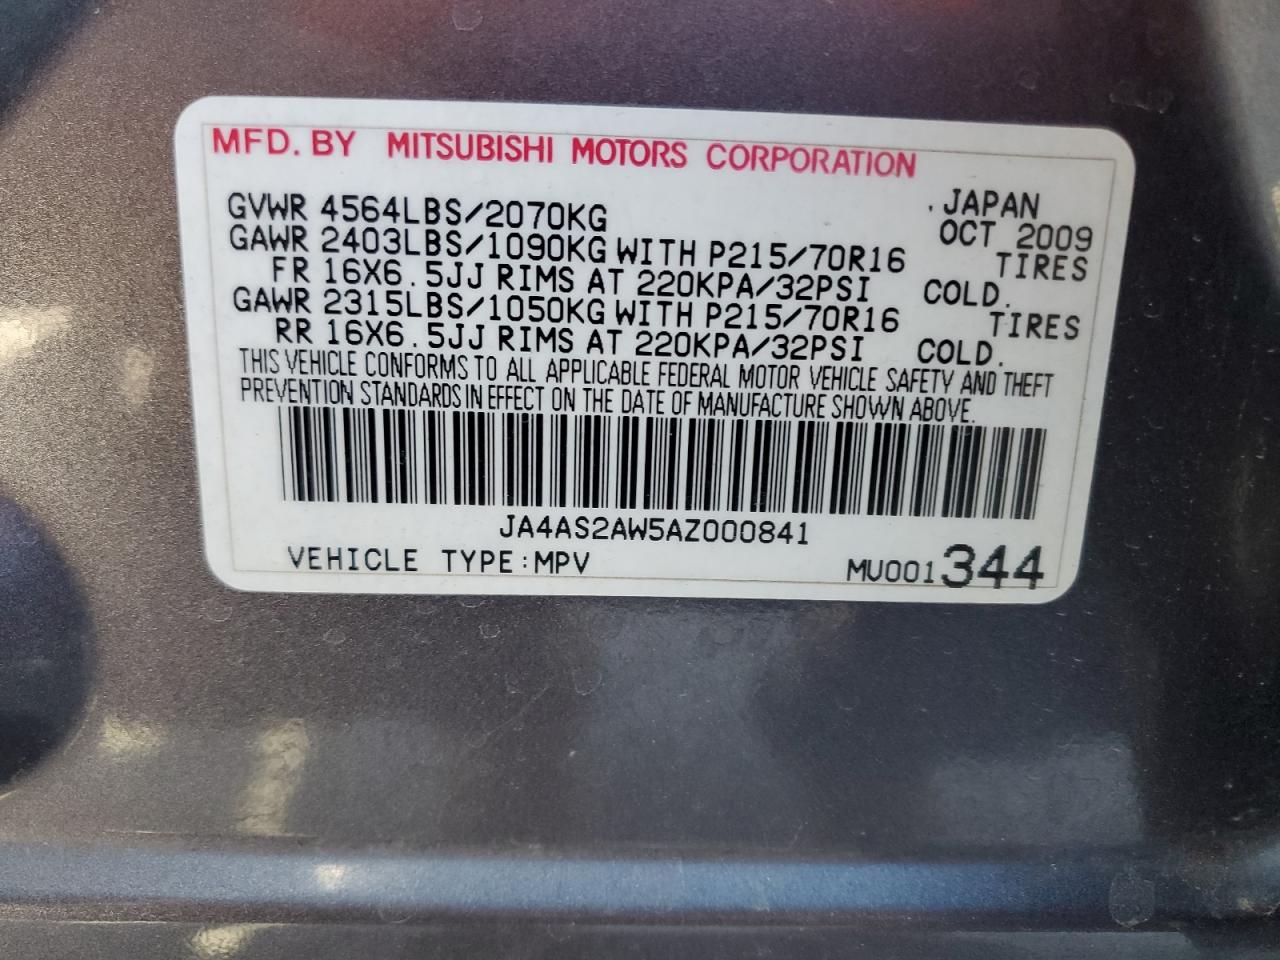 MFD. BY MITSUBISHI MOTORS CORPORATION
GVWR 4564LBS/2070KG .JAPAN
GAWR 2403LBS/1090KG WITH P215/70R16 OCT 2009
FR 16X6.5JJ RIMS AT 220KPA/32PSI TIRES
GAWR 2315LBS/1050KG WITH P215/70R16 COLD.
RR 16X6.5JJ RIMS AT 220KPA/32PSI TIRES
COLD.
THIS VEHICLE CONFORMS TO ALL APPLICABLE FEDERAL MOTOR VEHICLE SAFETY AND THEFT
PREVENTION STANDARDS IN EFFECT ON THE DATE OF MANUFACTURE SHOWN ABOVE.
JA4AS2AW5AZ000841
VEHICLE TYPE:MPV MU001344